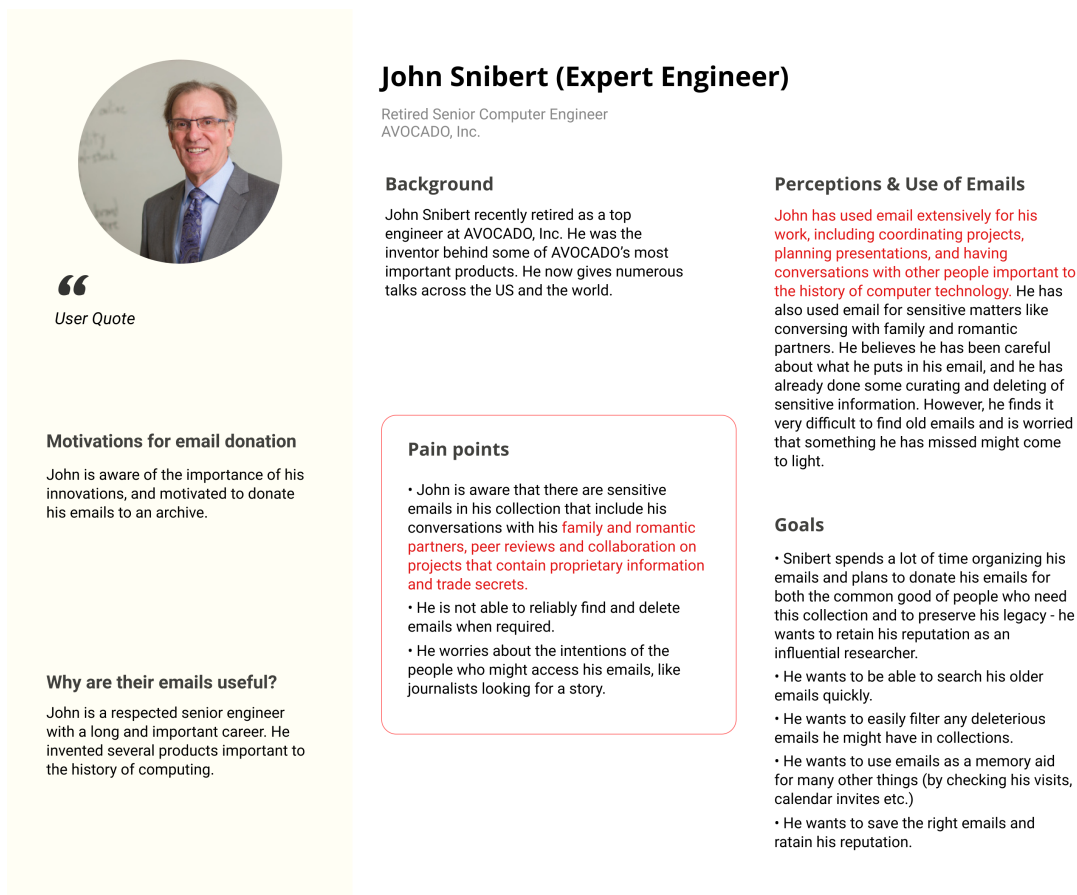 John Snibert (Expert Engineer)
Retired Senior Computer Engineer
AVOCADO, Inc.
“
User Quote
Motivations for email donation
John is aware of the importance of his
innovations, and motivated to donate
his emails to an archive.
Why are their emails useful?
John is a respected senior engineer
with a long and important career. He
invented several products important to
the history of computing.
Background
John Snibert recently retired as a top
engineer at AVOCADO, Inc. He was the
inventor behind some of AVOCADO’s most
important products. He now gives numerous
talks across the US and the world.
Pain points
• John is aware that there are sensitive
emails in his collection that include his
conversations with his family and romantic
partners, peer reviews and collaboration on
projects that contain proprietary information
and trade secrets.
• He is not able to reliably find and delete
emails when required.
• He worries about the intentions of the
people who might access his emails, like
journalists looking for a story.
Perceptions & Use of Emails
John has used email extensively for his
work, including coordinating projects,
planning presentations, and having
conversations with other people important to
the history of computer technology. He has
also used email for sensitive matters like
conversing with family and romantic
partners. He believes he has been careful
about what he puts in his email, and he has
already done some curating and deleting of
sensitive information. However, he finds it
very difficult to find old emails and is worried
that something he has missed might come
to light.
Goals
• Snibert spends a lot of time organizing his
emails and plans to donate his emails for
both the common good of people who need
this collection and to preserve his legacy - he
wants to retain his reputation as an
influential researcher.
• He wants to be able to search his older
emails quickly.
• He wants to easily filter any deleterious
emails he might have in collections.
• He wants to use emails as a memory aid
for many other things (by checking his visits,
calendar invites etc.)
• He wants to save the right emails and
ratain his reputation.